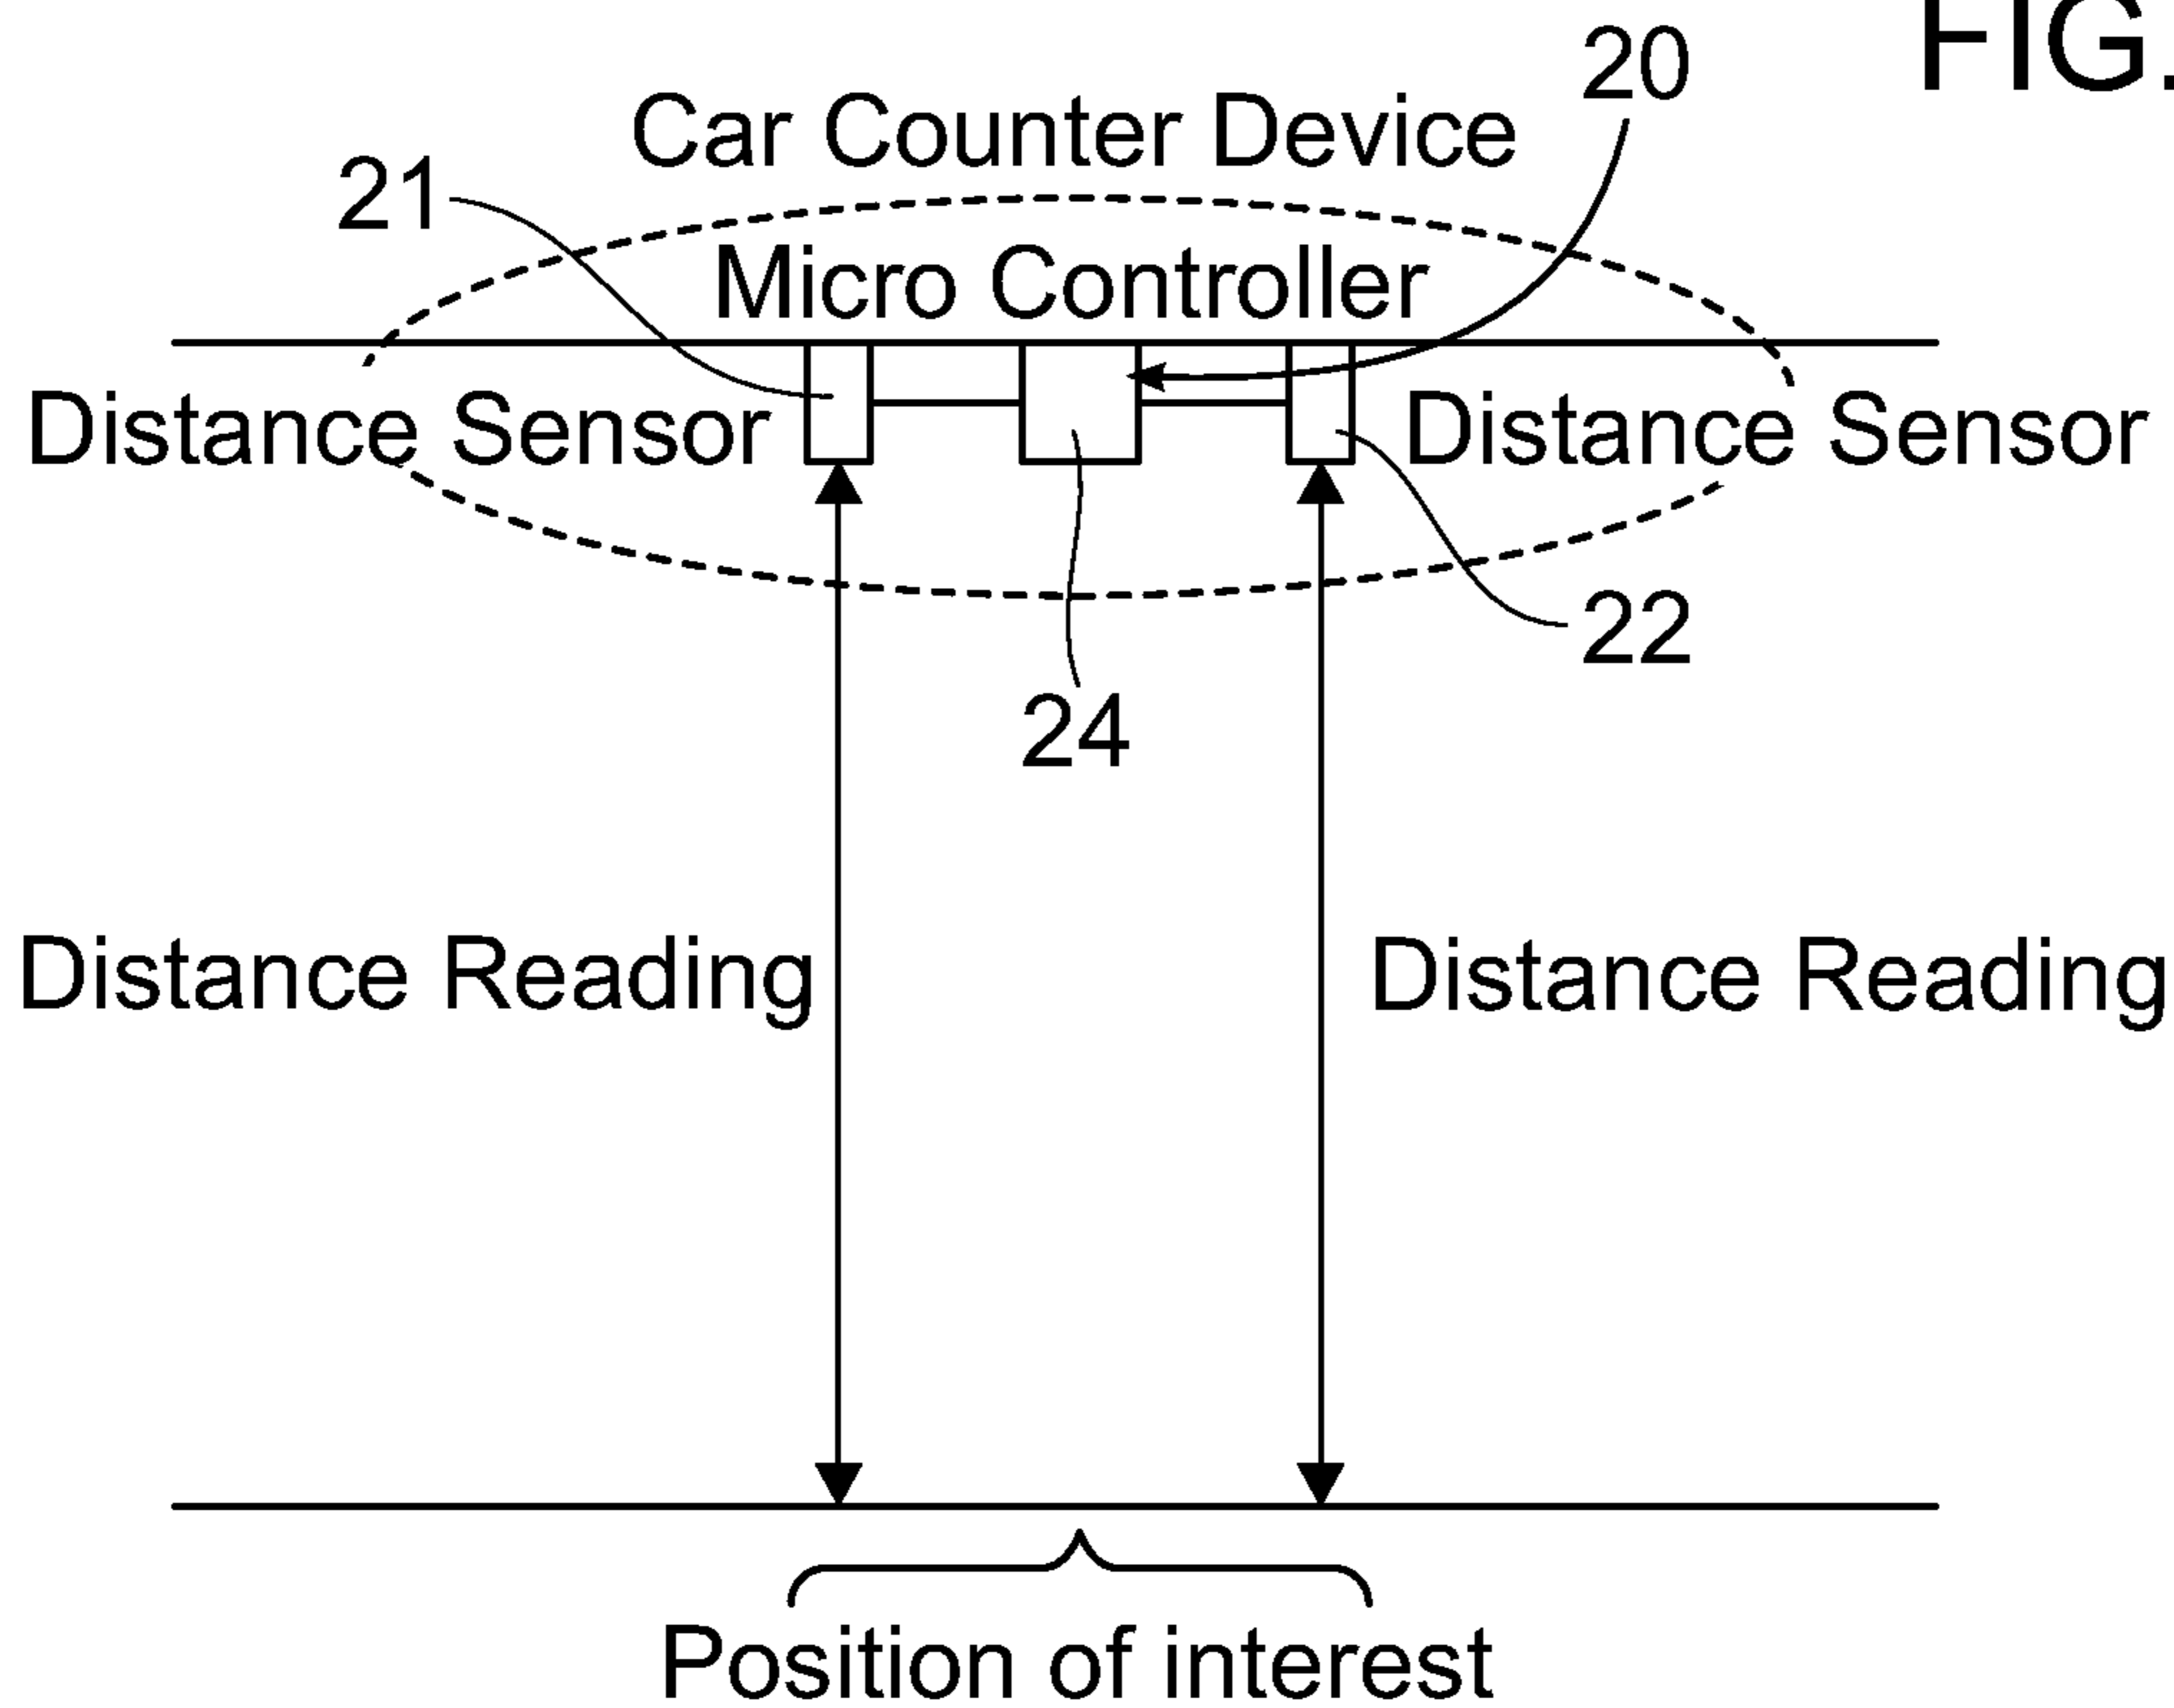 FIG.
20
Car Counter Device
21
Micro Controller
Distance Sensor
Distance Sensor
22
24
Distance Reading
Distance Reading
Position of interest